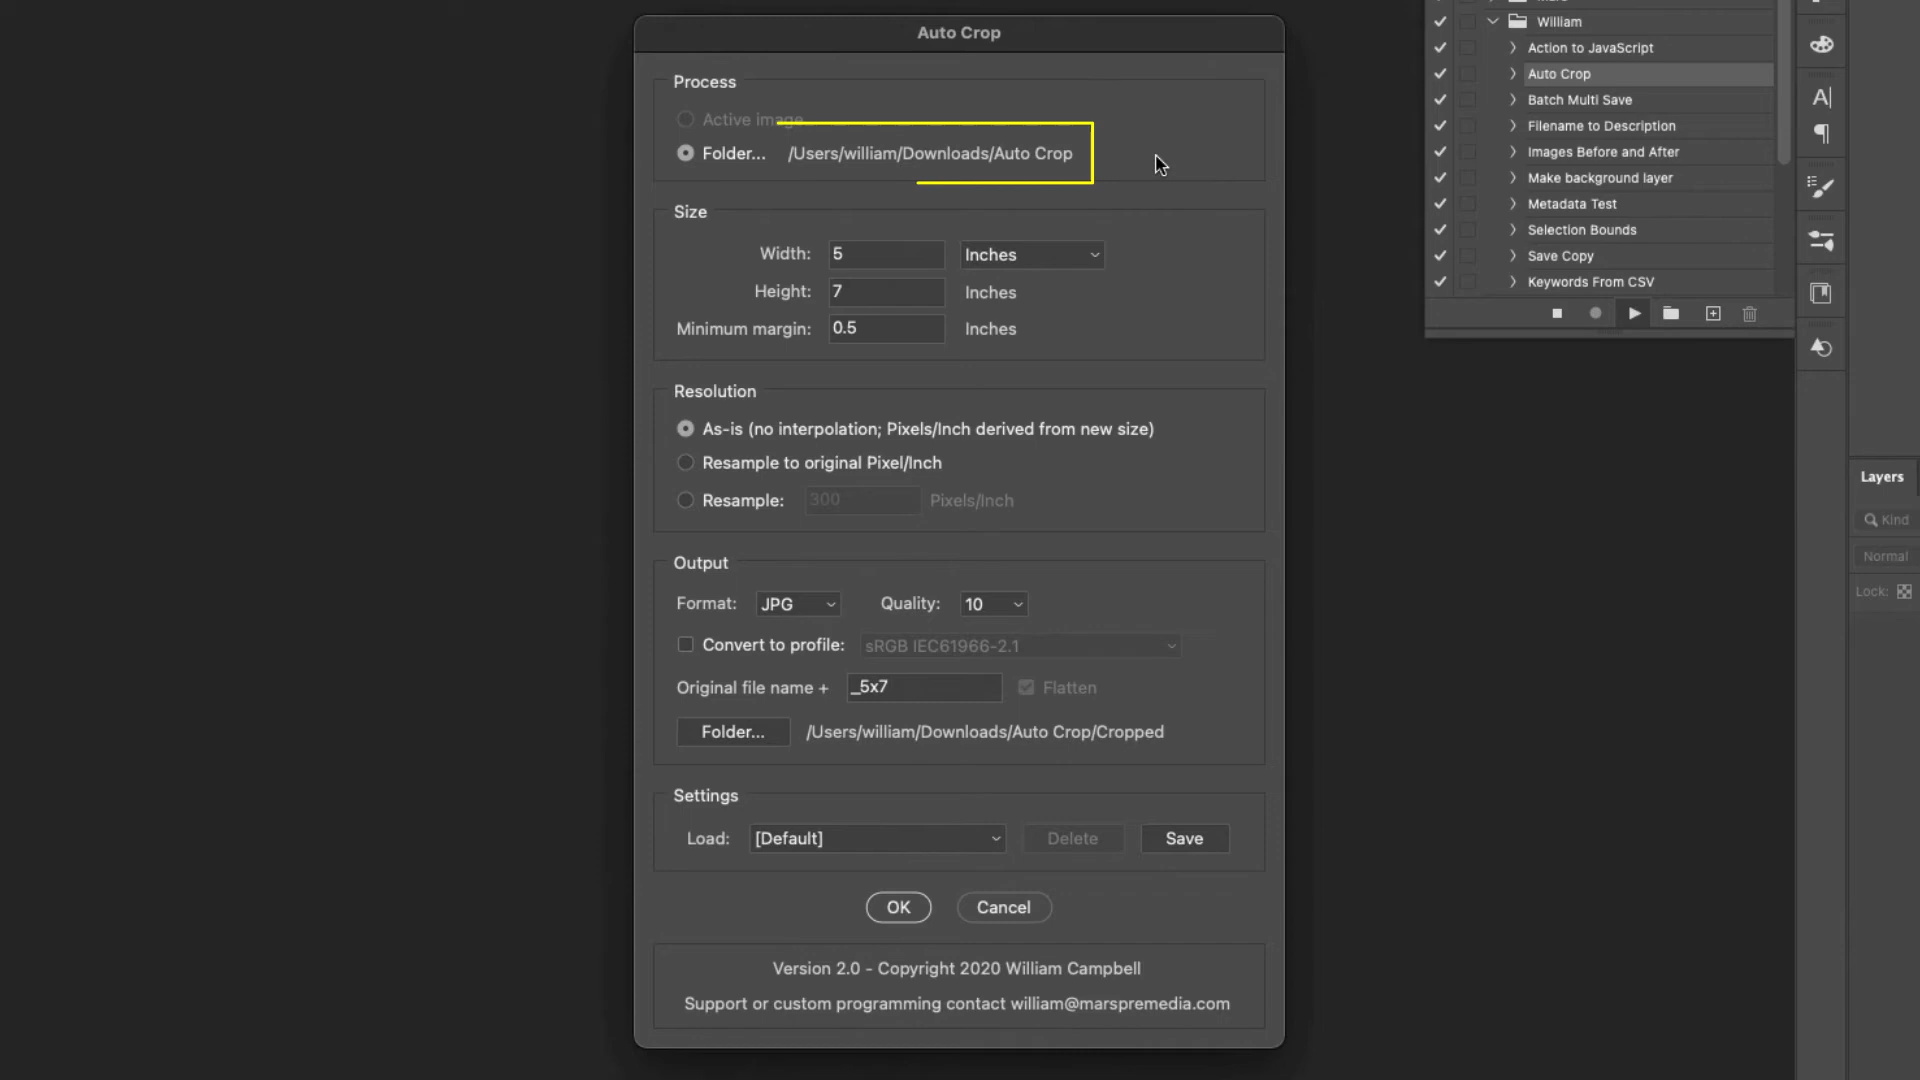 Auto Crop
Process
Active image
Folder... /Users/william/Downloads/Auto Crop
Size
Width: 5 Inches
Height: 7 Inches
Minimum margin: 0.5 Inches
Resolution
As-is (no interpolation; Pixels/Inch derived from new size)
Resample to original Pixel/Inch
Resample: 300 Pixels/Inch
Output
Format: JPG Quality: 10
Convert to profile: sRGB IEC61966-2.1
Original file name + _5x7 Flatten
Folder... /Users/william/Downloads/Auto Crop/Cropped
Settings
Load: [Default] Delete Save
OK Cancel
Version 2.0 - Copyright 2020 William Campbell
Support or custom programming contact william@marspremedia.com
William
Action to JavaScript
Auto Crop
Batch Multi Save
Filename to Description
Images Before and After
Make background layer
Metadata Test
Selection Bounds
Save Copy
Keywords From CSV
Layers
Kind
Normal
Lock: